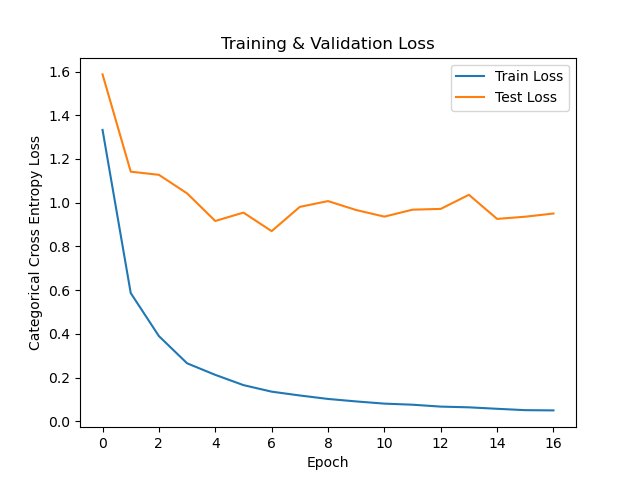 Training & Validation Loss
Train Loss
Test Loss
Categorical Cross Entropy Loss
1.6
1.4
1.2
1.0
0.8
0.6
0.4
0.2
0.0
0 2 4 6 8 10 12 14 16
Epoch